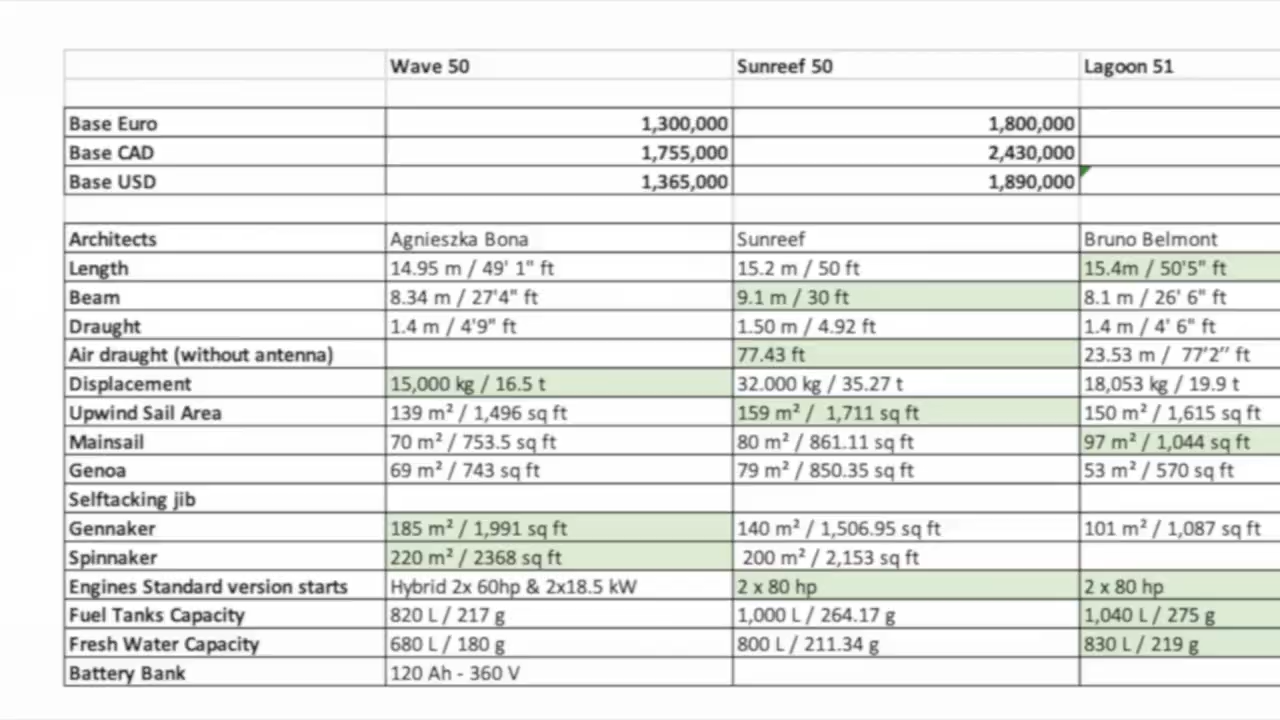 Wave 50 Sunreef 50 Lagoon 51
Base Euro 1,300,000 1,800,000
Base CAD 1,755,000 2,430,000
Base USD 1,365,000 1,890,000
Architects Agnieszka Bona Sunreef Bruno Belmont
Length 14.95 m / 49' 1" ft 15.2 m / 50 ft 15.4m / 50'5" ft
Beam 8.34 m / 27'4" ft 9.1 m / 30 ft 8.1 m / 26' 6" ft
Draught 1.4 m / 4'9" ft 1.50 m / 4.92 ft 1.4 m / 4' 6" ft
Air draught (without antenna) 77.43 ft 23.53 m / 77’2’’ ft
Displacement 15,000 kg / 16.5 t 32.000 kg / 35.27 t 18,053 kg / 19.9 t
Upwind Sail Area 139 m² / 1,496 sq ft 159 m² / 1,711 sq ft 150 m² / 1,615 sq ft
Mainsail 70 m² / 753.5 sq ft 80 m² / 861.11 sq ft 97 m² / 1,044 sq ft
Genoa 69 m² / 743 sq ft 79 m² / 850.35 sq ft 53 m² / 570 sq ft
Selftacking jib
Gennaker 185 m² / 1,991 sq ft 140 m² / 1,506.95 sq ft 101 m² / 1,087 sq ft
Spinnaker 220 m² / 2368 sq ft 200 m² / 2,153 sq ft
Engines Standard version starts Hybrid 2x 60hp & 2x18.5 kW 2 x 80 hp 2 x 80 hp
Fuel Tanks Capacity 820 L / 217 g 1,000 L / 264.17 g 1,040 L / 275 g
Fresh Water Capacity 680 L / 180 g 800 L / 211.34 g 830 L / 219 g
Battery Bank 120 Ah - 360 V